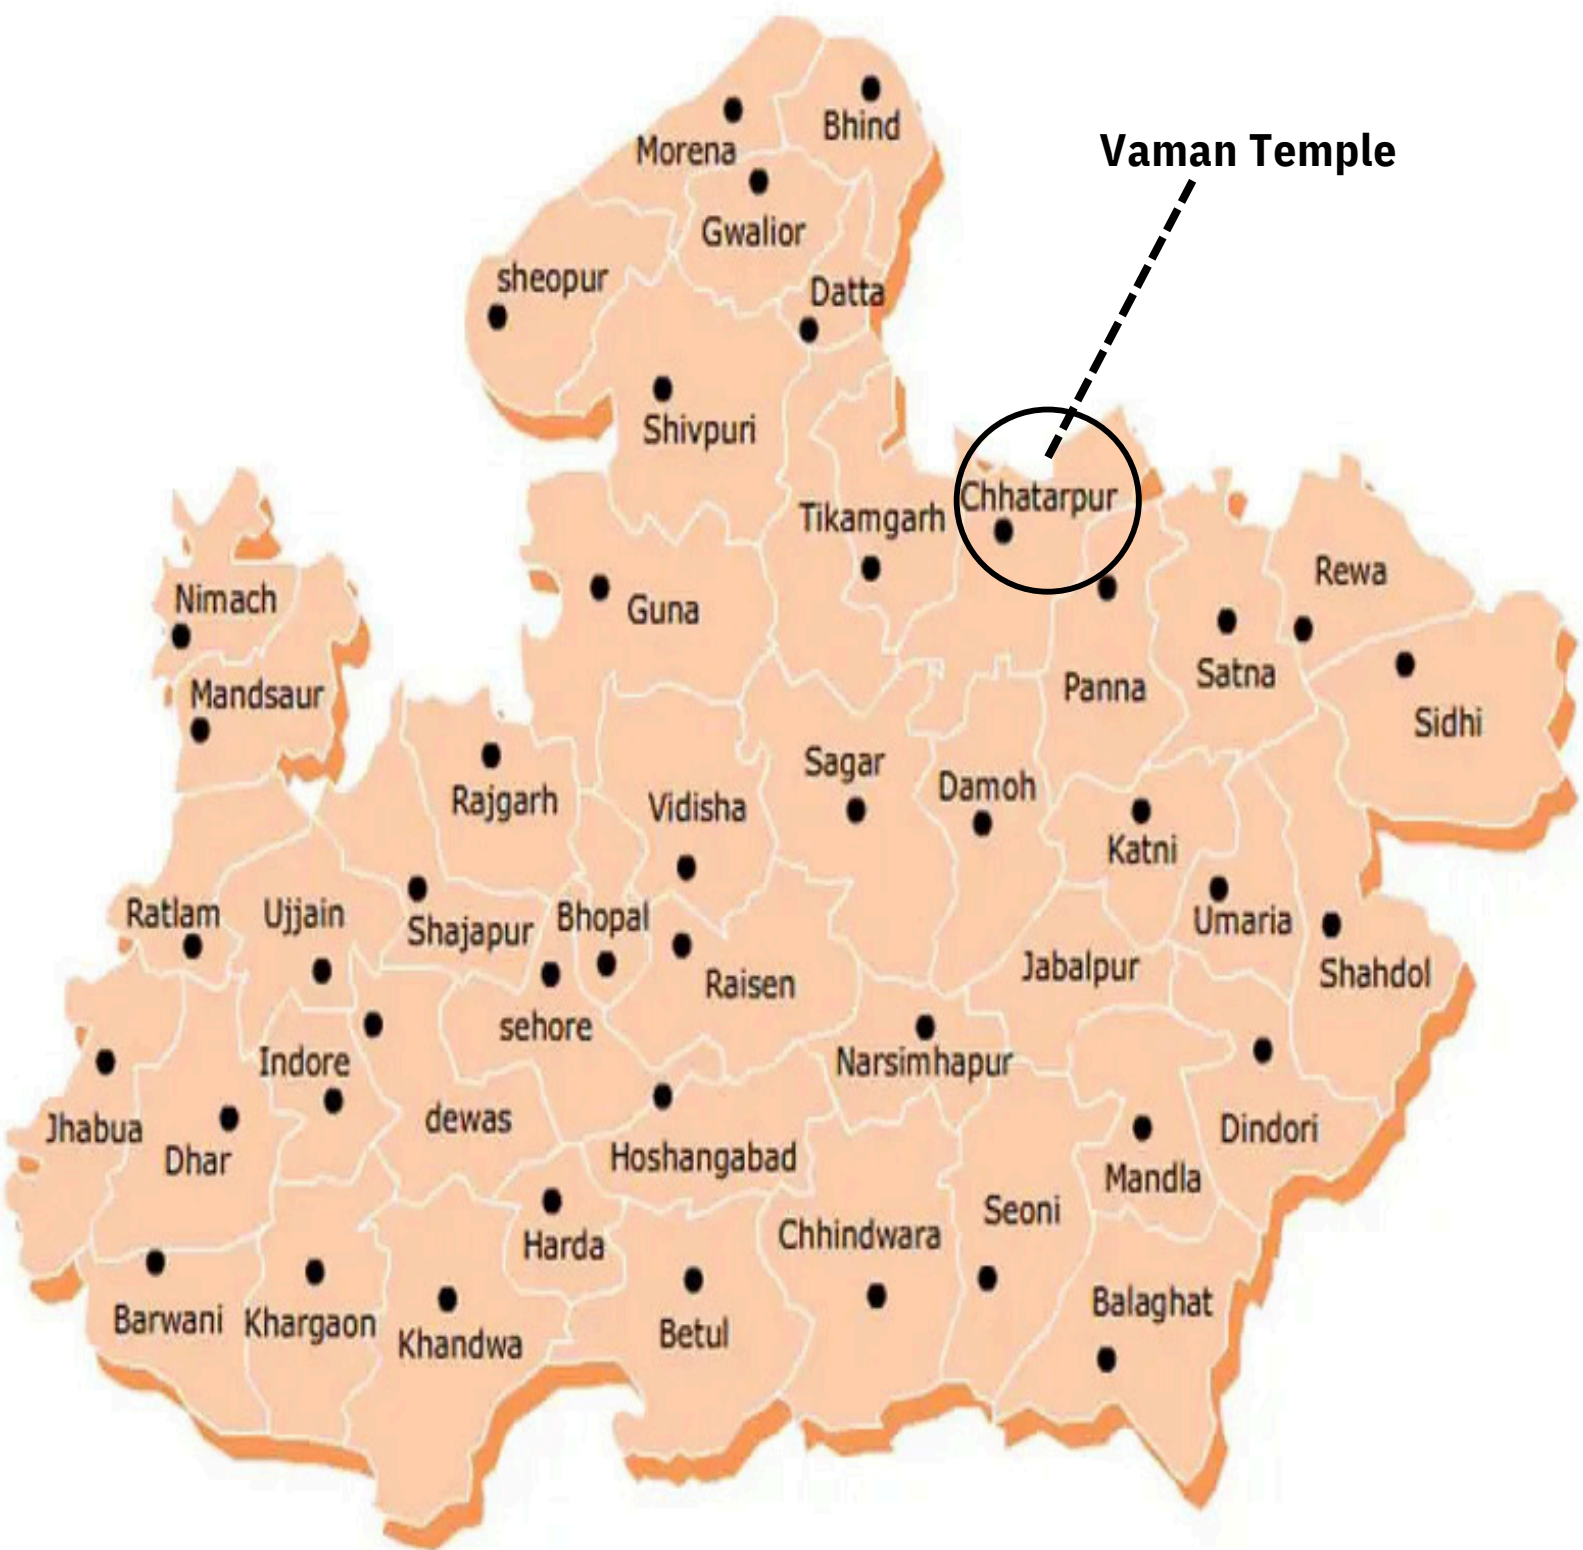 Bhind
Morena
Vaman Temple
Gwalior
sheopur
Datta
Shivpuri
Chhatarpur
Tikamgarh
Rewa
Nimach
Guna
Satna
Panna
Mandsaur
Sidhi
Sagar
Damoh
Rajgarh
Vidisha
Katni
Ratlam
Ujjain
Shajapur
Bhopal
Umaria
Jabalpur
Shahdol
Raisen
sehore
Indore
Narsimhapur
dewas
Jhabua
Dhar
Dindori
Hoshangabad
Mandla
Seoni
Chhindwara
Harda
Balaghat
Barwani
Khargaon
Khandwa
Betul